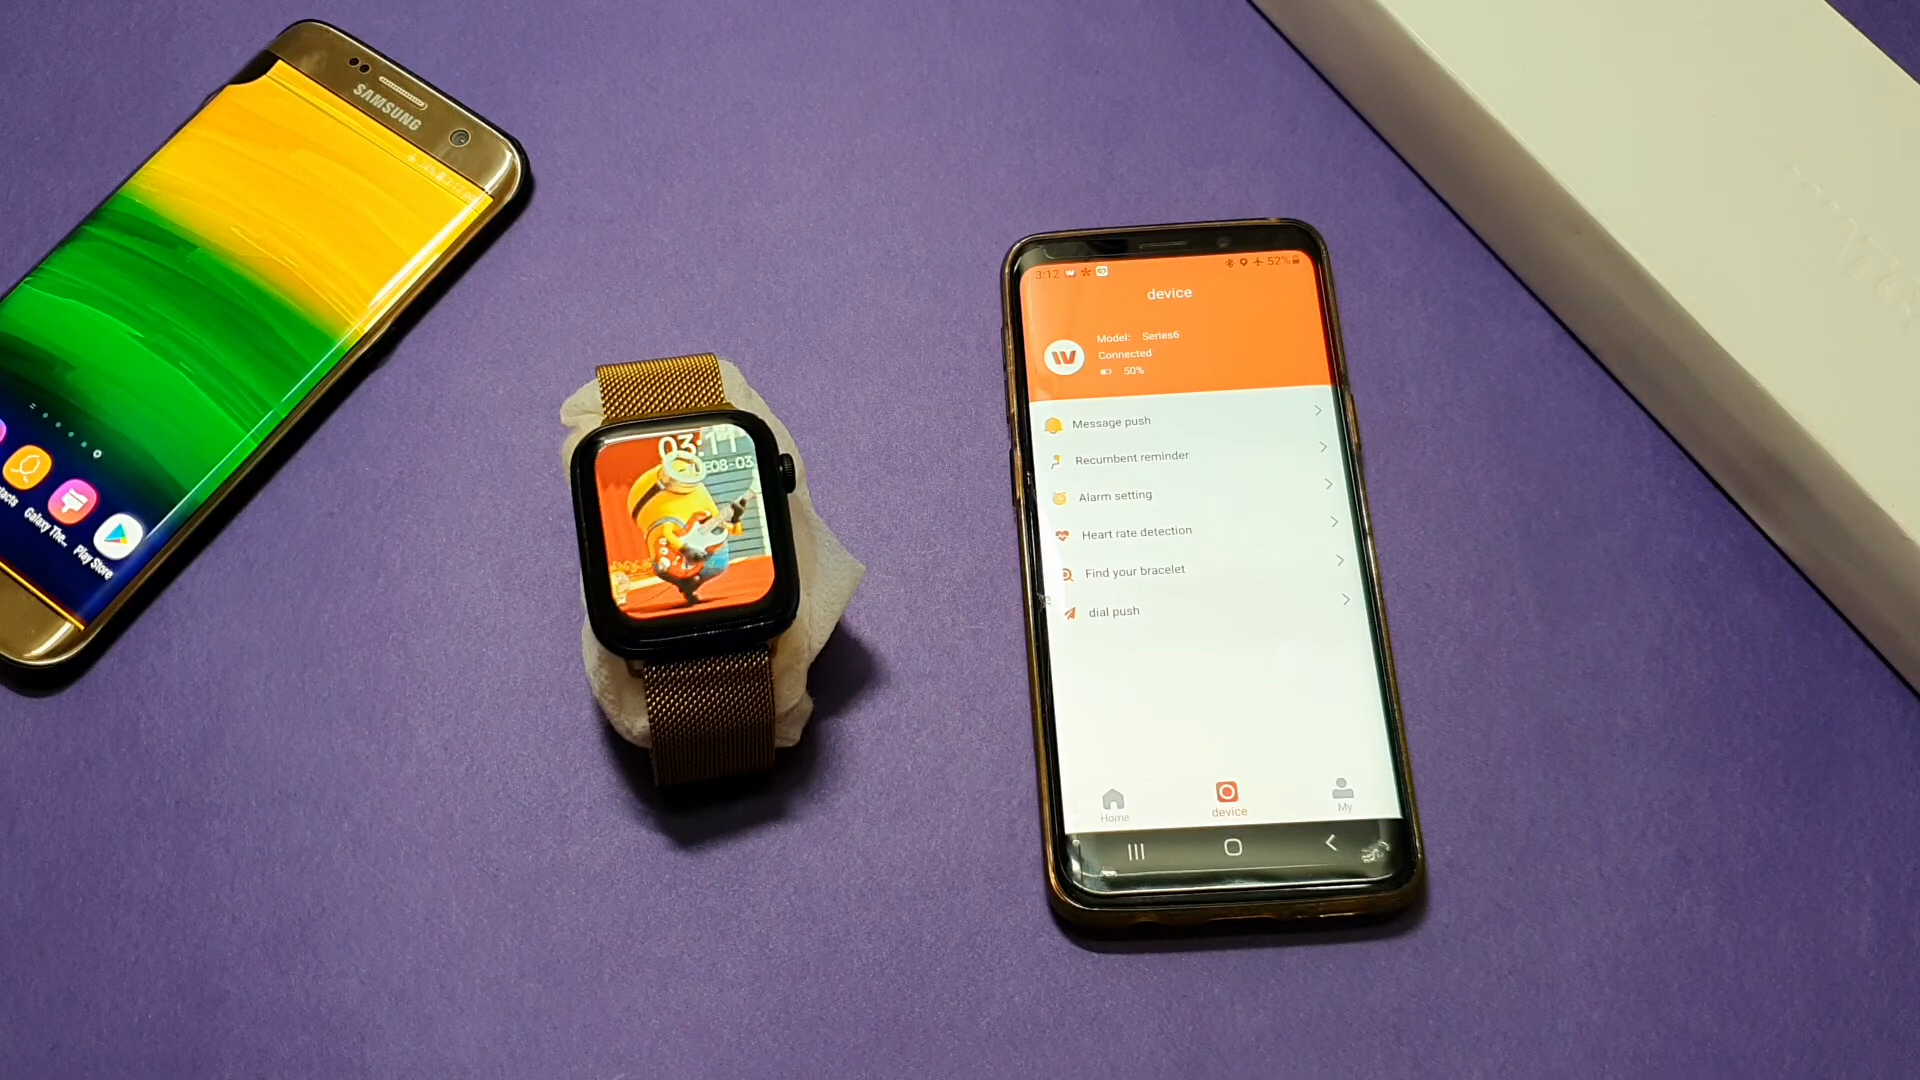 SAMSUNG
Galaxy The...
Play Store
03:11
08-03
3:12
52%
device
Model: Series6
Connected
50%
Message push
Recumbent reminder
Alarm setting
Heart rate detection
Find your bracelet
dial push
Home
device
My